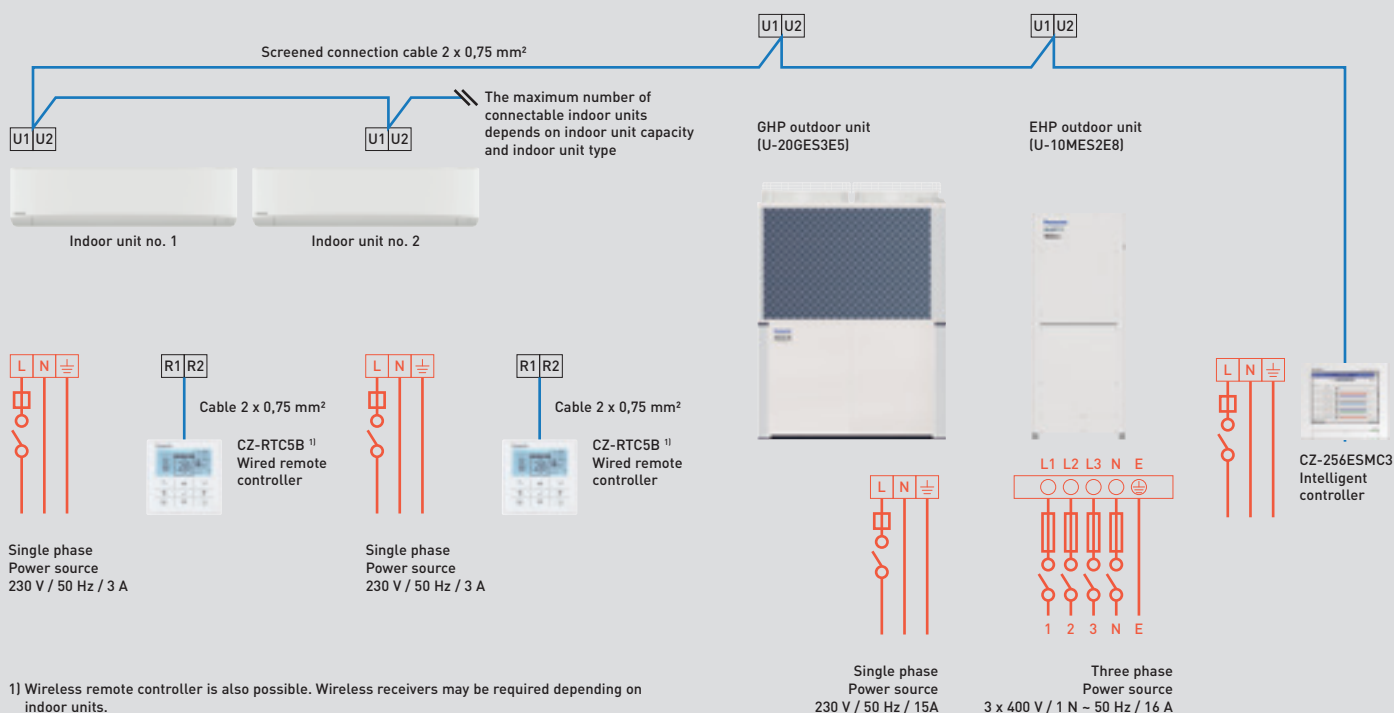 U1 U2
U1 U2
Screened connection cable 2 x 0,75 mm²
The maximum number of
connectable indoor units
depends on indoor unit capacity
and indoor unit type
U1 U2
U1 U2
GHP outdoor unit
(U-20GES3E5)
EHP outdoor unit
(U-10MES2E8)
Indoor unit no. 1
Indoor unit no. 2
L N
R1 R2
L N
R1 R2
L N
Cable 2 x 0,75 mm²
Cable 2 x 0,75 mm²
CZ-RTC5B 1)
Wired remote
controller
CZ-RTC5B 1)
Wired remote
controller
CZ-256ESMC3
Intelligent
controller
L N
L1 L2 L3 N E
Single phase
Power source
230 V / 50 Hz / 3 A
Single phase
Power source
230 V / 50 Hz / 3 A
1 2 3 N E
Single phase
Power source
230 V / 50 Hz / 15A
Three phase
Power source
3 x 400 V / 1 N ~ 50 Hz / 16 A
1) Wireless remote controller is also possible. Wireless receivers may be required depending on
indoor units.